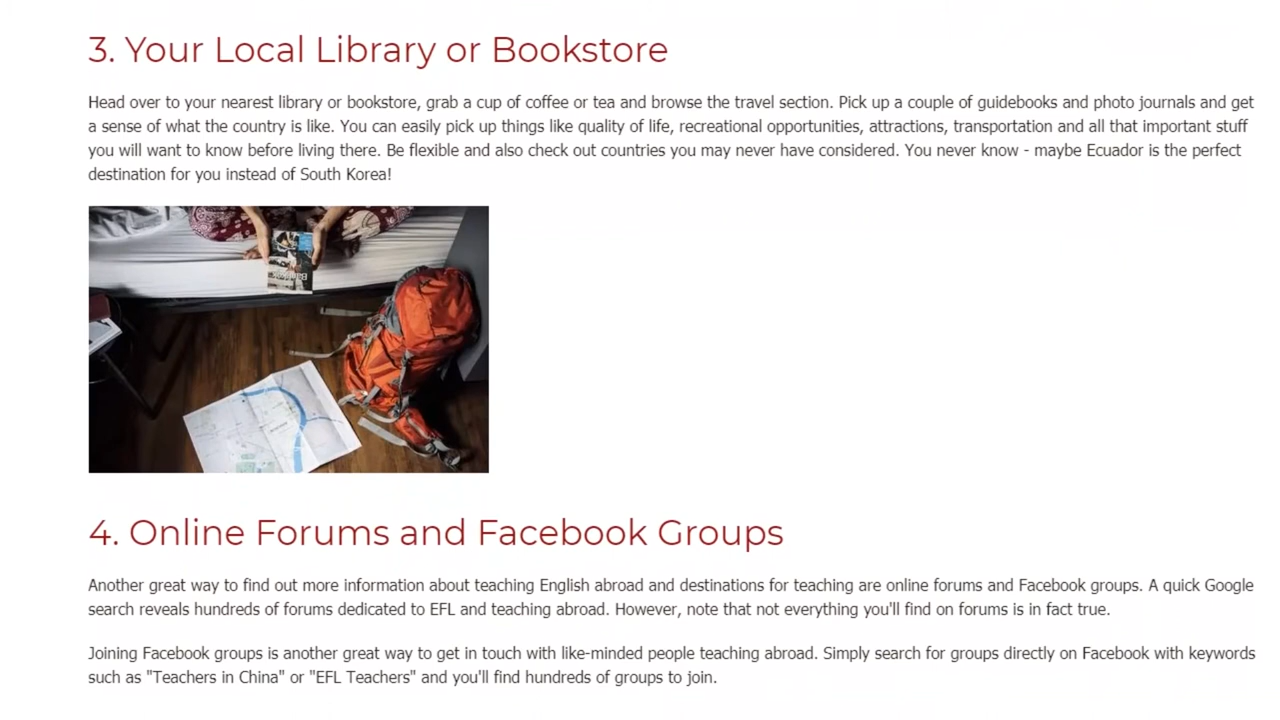 3. Your Local Library or Bookstore
Head over to your nearest library or bookstore, grab a cup of coffee or tea and browse the travel section. Pick up a couple of guidebooks and photo journals and get
a sense of what the country is like. You can easily pick up things like quality of life, recreational opportunities, attractions, transportation and all that important stuff
you will want to know before living there. Be flexible and also check out countries you may never have considered. You never know - maybe Ecuador is the perfect
destination for you instead of South Korea!
4. Online Forums and Facebook Groups
Another great way to find out more information about teaching English abroad and destinations for teaching are online forums and Facebook groups. A quick Google
search reveals hundreds of forums dedicated to EFL and teaching abroad. However, note that not everything you'll find on forums is in fact true.
Joining Facebook groups is another great way to get in touch with like-minded people teaching abroad. Simply search for groups directly on Facebook with keywords
such as "Teachers in China" or "EFL Teachers" and you'll find hundreds of groups to join.